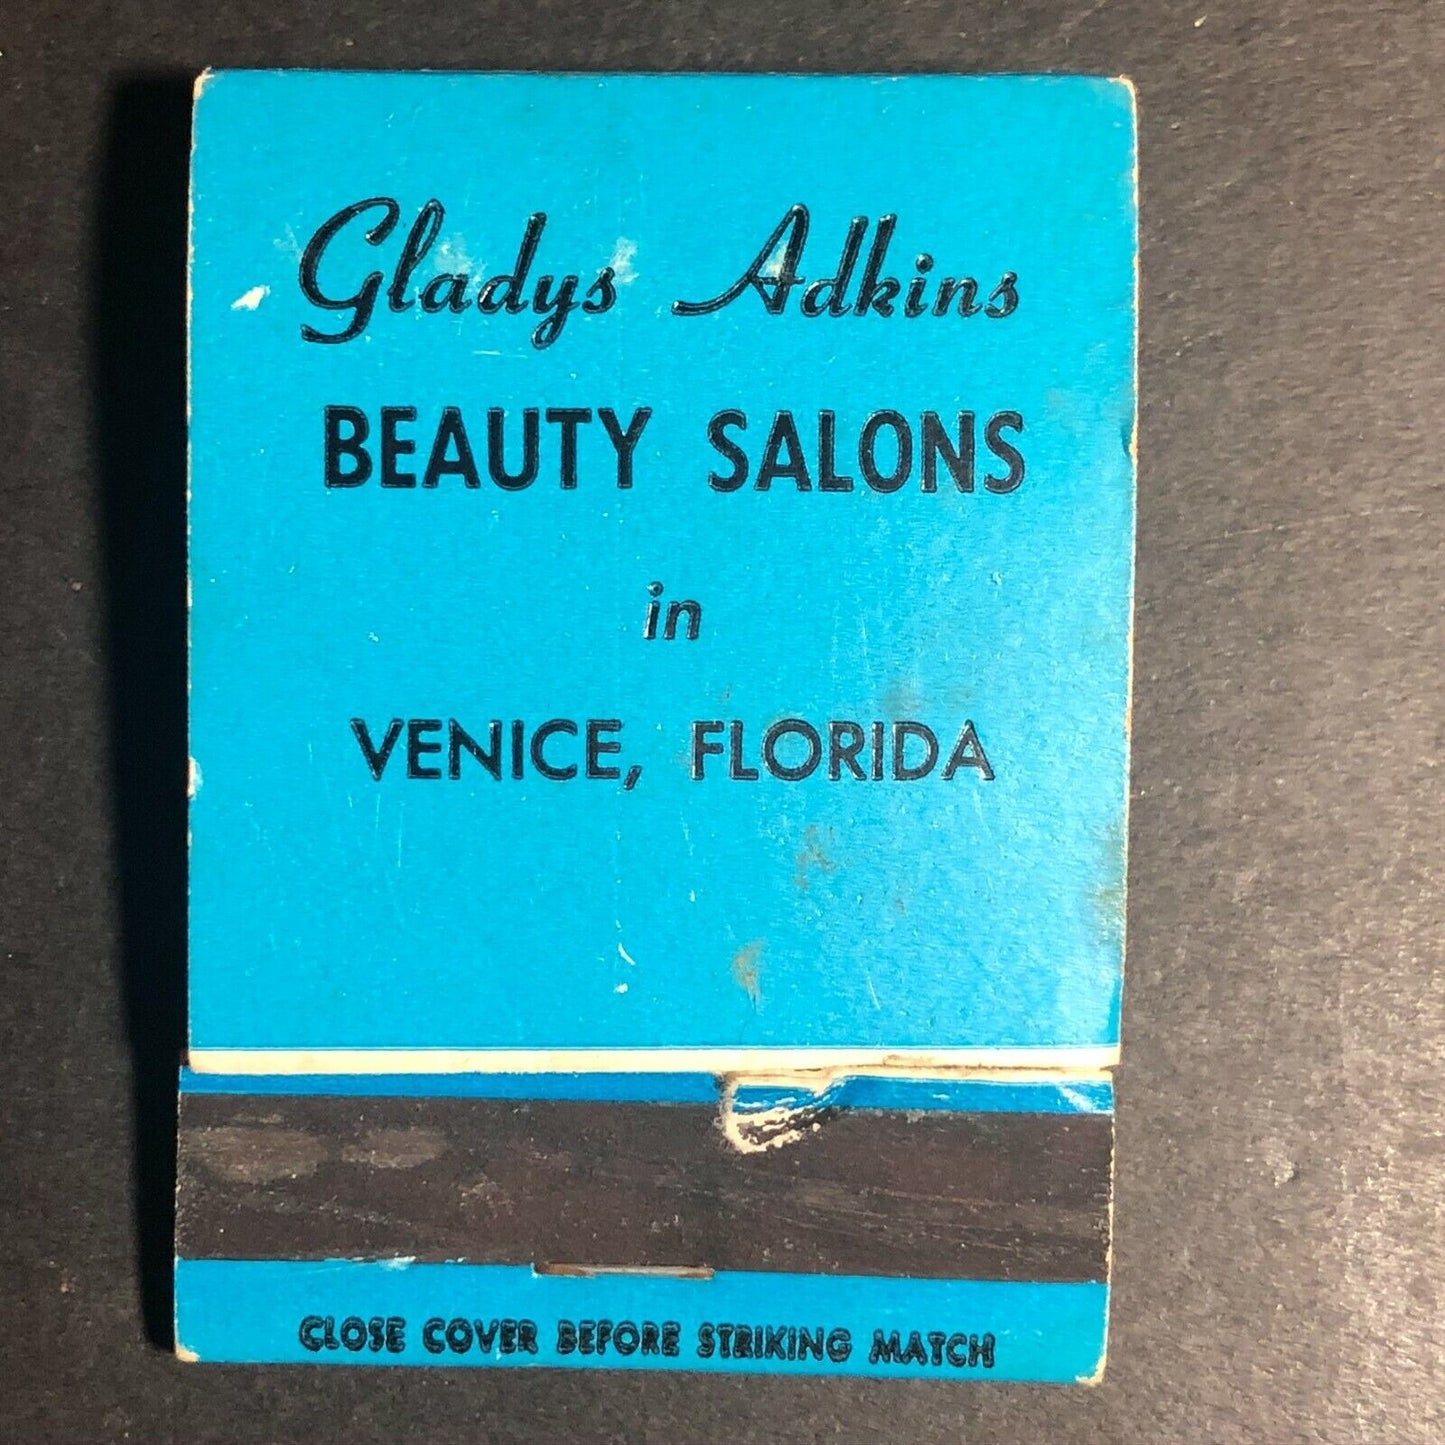 Gladys Adkins
BEAUTY SALONS
in
VENICE, FLORIDA
CLOSE COVER BEFORE STRIKING MATCH